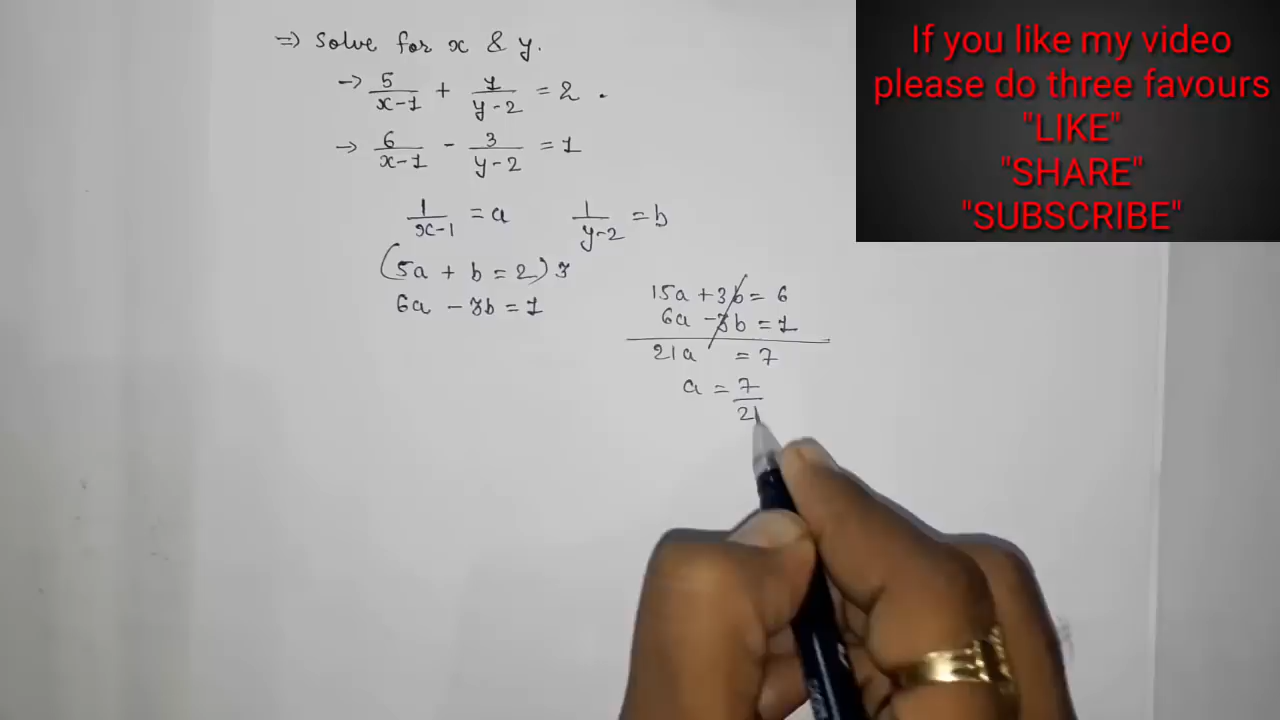 ⇒ Solve for x & y.
→ 5/(x-1) + 1/(y-2) = 2 .
→ 6/(x-1) - 3/(y-2) = 1
1/(x-1) = a 1/(y-2) = b
(5a + b = 2) 3
6a - 3b = 1
15a + 3b = 6
6a - 3b = 1
21a = 7
a = 7/21
If you like my video
please do three favours
"LIKE"
"SHARE"
"SUBSCRIBE"